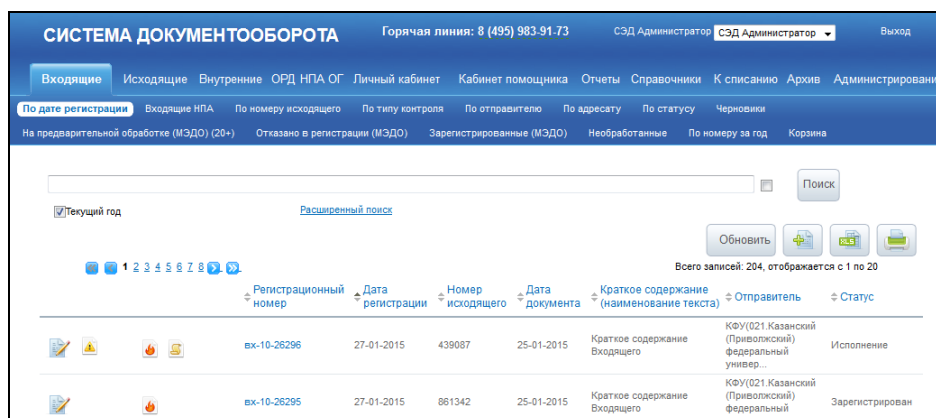 СИСТЕМА ДОКУМЕНТООБОРОТА Горячая линия: 8 (495) 983-91-73 СЭД Администратор СЭД Администратор Выход
Входящие Исходящие Внутренние ОРД НПА ОГ Личный кабинет Кабинет помощника Отчеты Справочники К списанию Архив Администрировани
По дате регистрации Входящие НПА По номеру исходящего По типу контроля По отправителю По адресату По статусу Черновики
На предварительной обработке (МЭДО) (20+) Отказано в регистрации (МЭДО) Зарегистрированные (МЭДО) Необработанные По номеру за год Корзина
Поиск
Текущий год Расширенный поиск
Обновить XLS
1 2 3 4 5 6 7 8 Всего записей: 204, отображается с 1 по 20
Регистрационный номер Дата регистрации Номер исходящего Дата документа Краткое содержание (наименование текста) Отправитель Статус
вх-10-26296 27-01-2015 439087 25-01-2015 Краткое содержание Входящего КФУ(021.Казанский (Приволжский) федеральный универ... Исполнение
вх-10-26295 27-01-2015 861342 25-01-2015 Краткое содержание Входящего КФУ(021.Казанский (Приволжский) федеральный Зарегистрирован